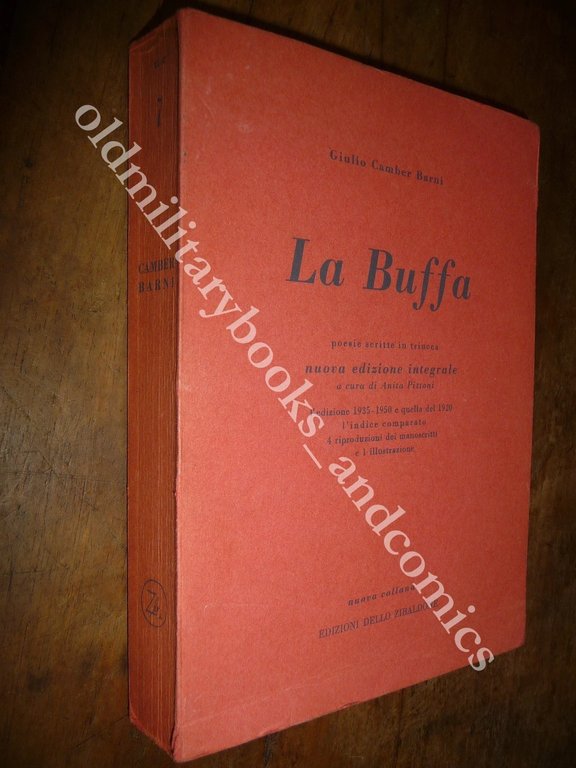 Giulio Camber Barni
La Buffa
poesie scritte in trincea
nuova edizione integrale
a cura di Anita Pittoni
l'edizione 1935-1950 e quella del 1920
l'indice comparato
4 riproduzioni dei manoscritti
e 1 illustrazione
nuova collana
EDIZIONI DELLO ZIBALDONE
7
CAMBER
BARNI
oldmilitarybooks_andcomics